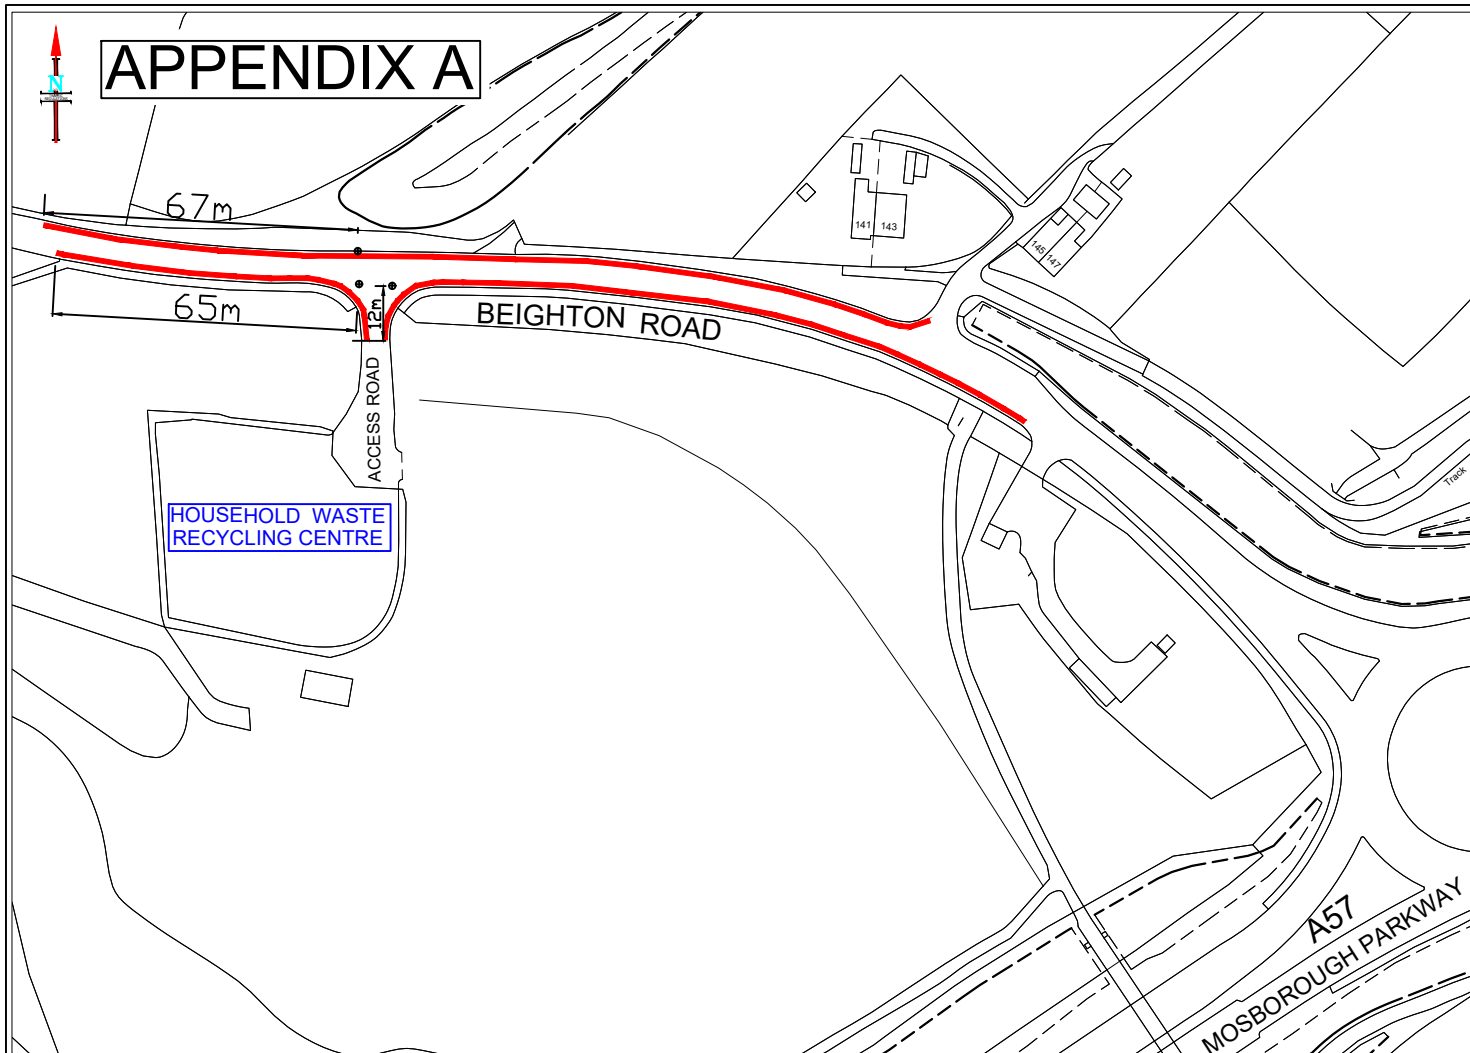 APPENDIX A
N
67m
65m
12m
BEIGHTON ROAD
ACCESS ROAD
HOUSEHOLD WASTE
RECYCLING CENTRE
141
143
145
147
Track
A57
MOSBOROUGH PARKWAY